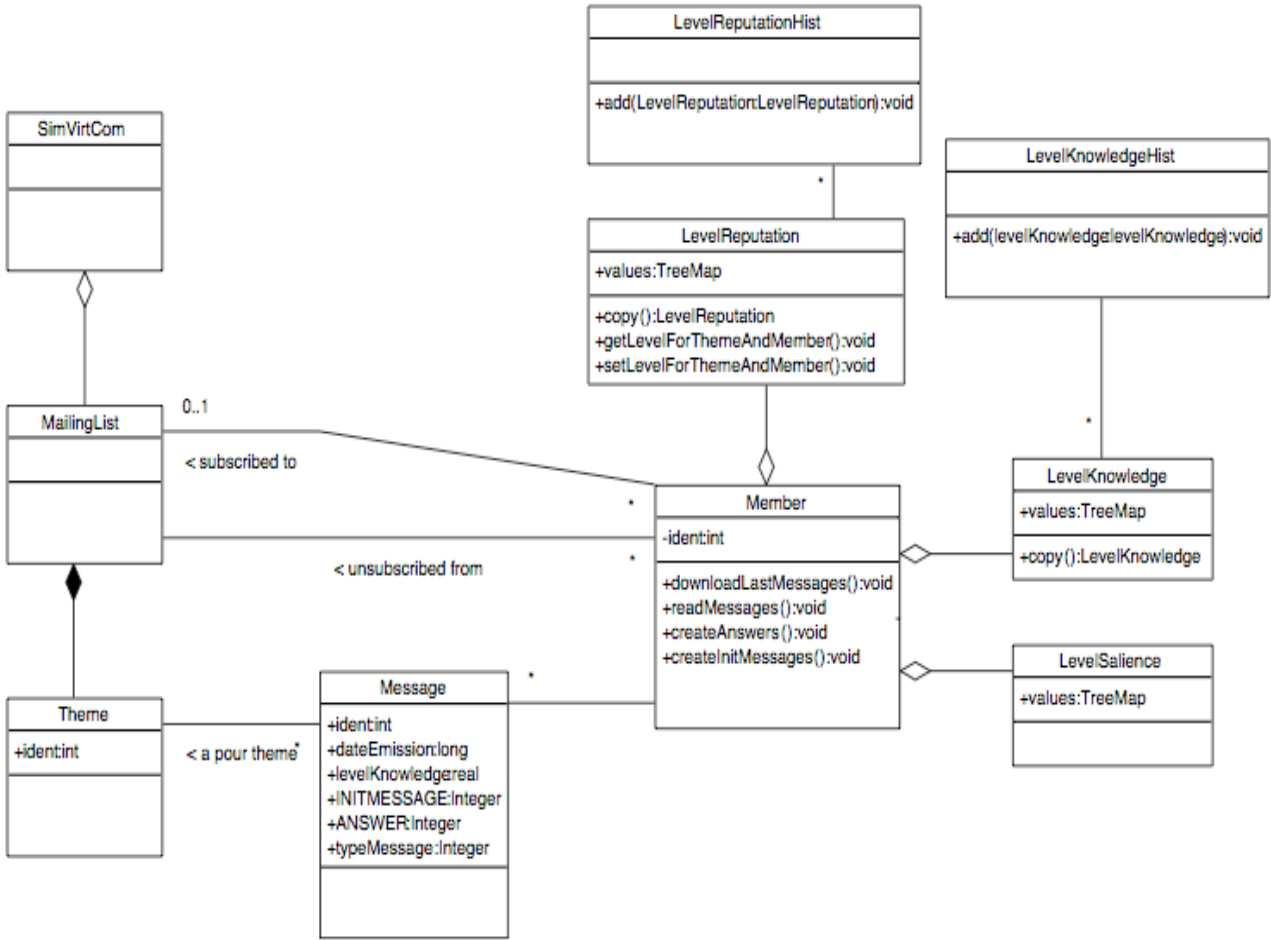 LevelReputationHist
+add(LevelReputation:LevelReputation):void
*
SimVirtCom
LevelKnowledgeHist
+add(levelKnowledge:levelKnowledge):void
*
LevelReputation
+values:TreeMap
+copy():LevelReputation
+getLevelForThemeAndMember():void
+setLevelForThemeAndMember():void
MailingList
0..1
< subscribed to
*
< unsubscribed from
*
Member
-ident:int
+downloadLastMessages():void
+readMessages():void
+createAnswers():void
+createInitMessages():void
LevelKnowledge
+values:TreeMap
+copy():LevelKnowledge
LevelSalience
+values:TreeMap
Theme
+ident:int
< a pour theme
*
Message
+ident:int
+dateEmission:long
+levelKnowledge:real
+INITMESSAGE:Integer
+ANSWER:Integer
+typeMessage:Integer
*